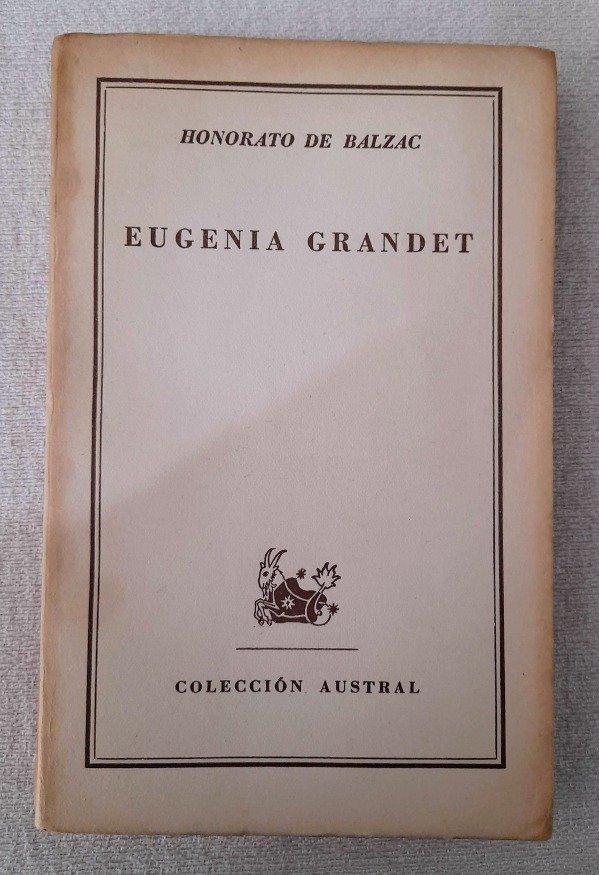 HONORATO DE BALZAC
EUGENIA GRANDET
COLECCIÓN AUSTRAL